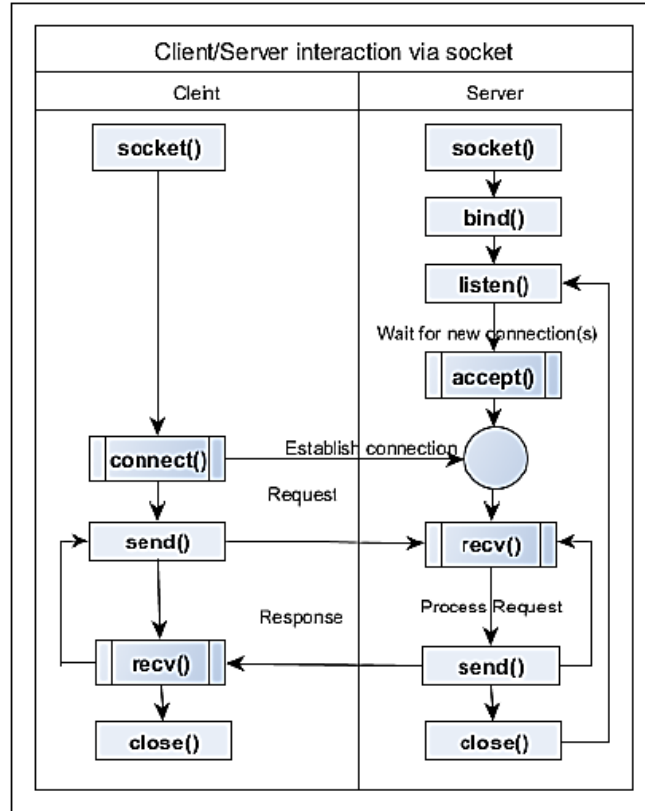 Client/Server interaction via socket
Cleint
Server
socket()
socket()
bind()
listen()
Wait for new connection(s)
accept()
connect()
Establish connection
Request
send()
recv()
Process Request
Response
recv()
send()
close()
close()